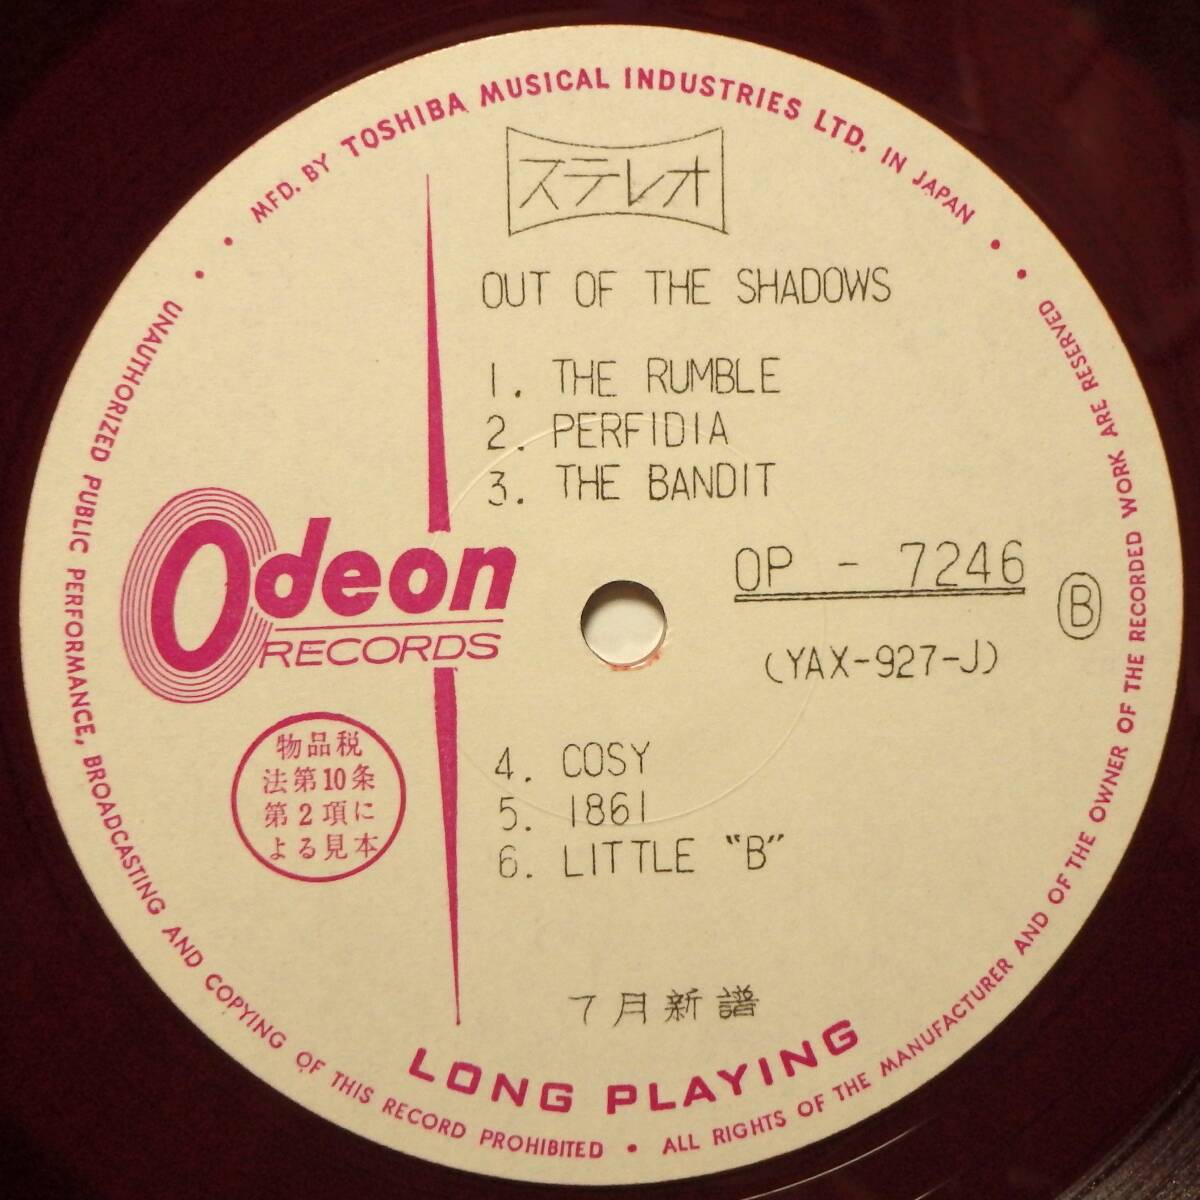 MFD. BY TOSHIBA MUSICAL INDUSTRIES LTD. IN JAPAN
ステレオ
OUT OF THE SHADOWS
1. THE RUMBLE
2. PERFIDIA
3. THE BANDIT
Odeon
RECORDS
OP - 7246
B
(YAX-927-J)
物品税
法第10条
第2項に
よる見本
4. COSY
5. 1861
6. LITTLE "B"
7月新譜
LONG PLAYING
UNAUTHORIZED PUBLIC PERFORMANCE, BROADCASTING AND COPYING OF THIS RECORD PROHIBITED • ALL RIGHTS OF THE MANUFACTURER AND OF THE OWNER OF THE RECORDED WORK ARE RESERVED